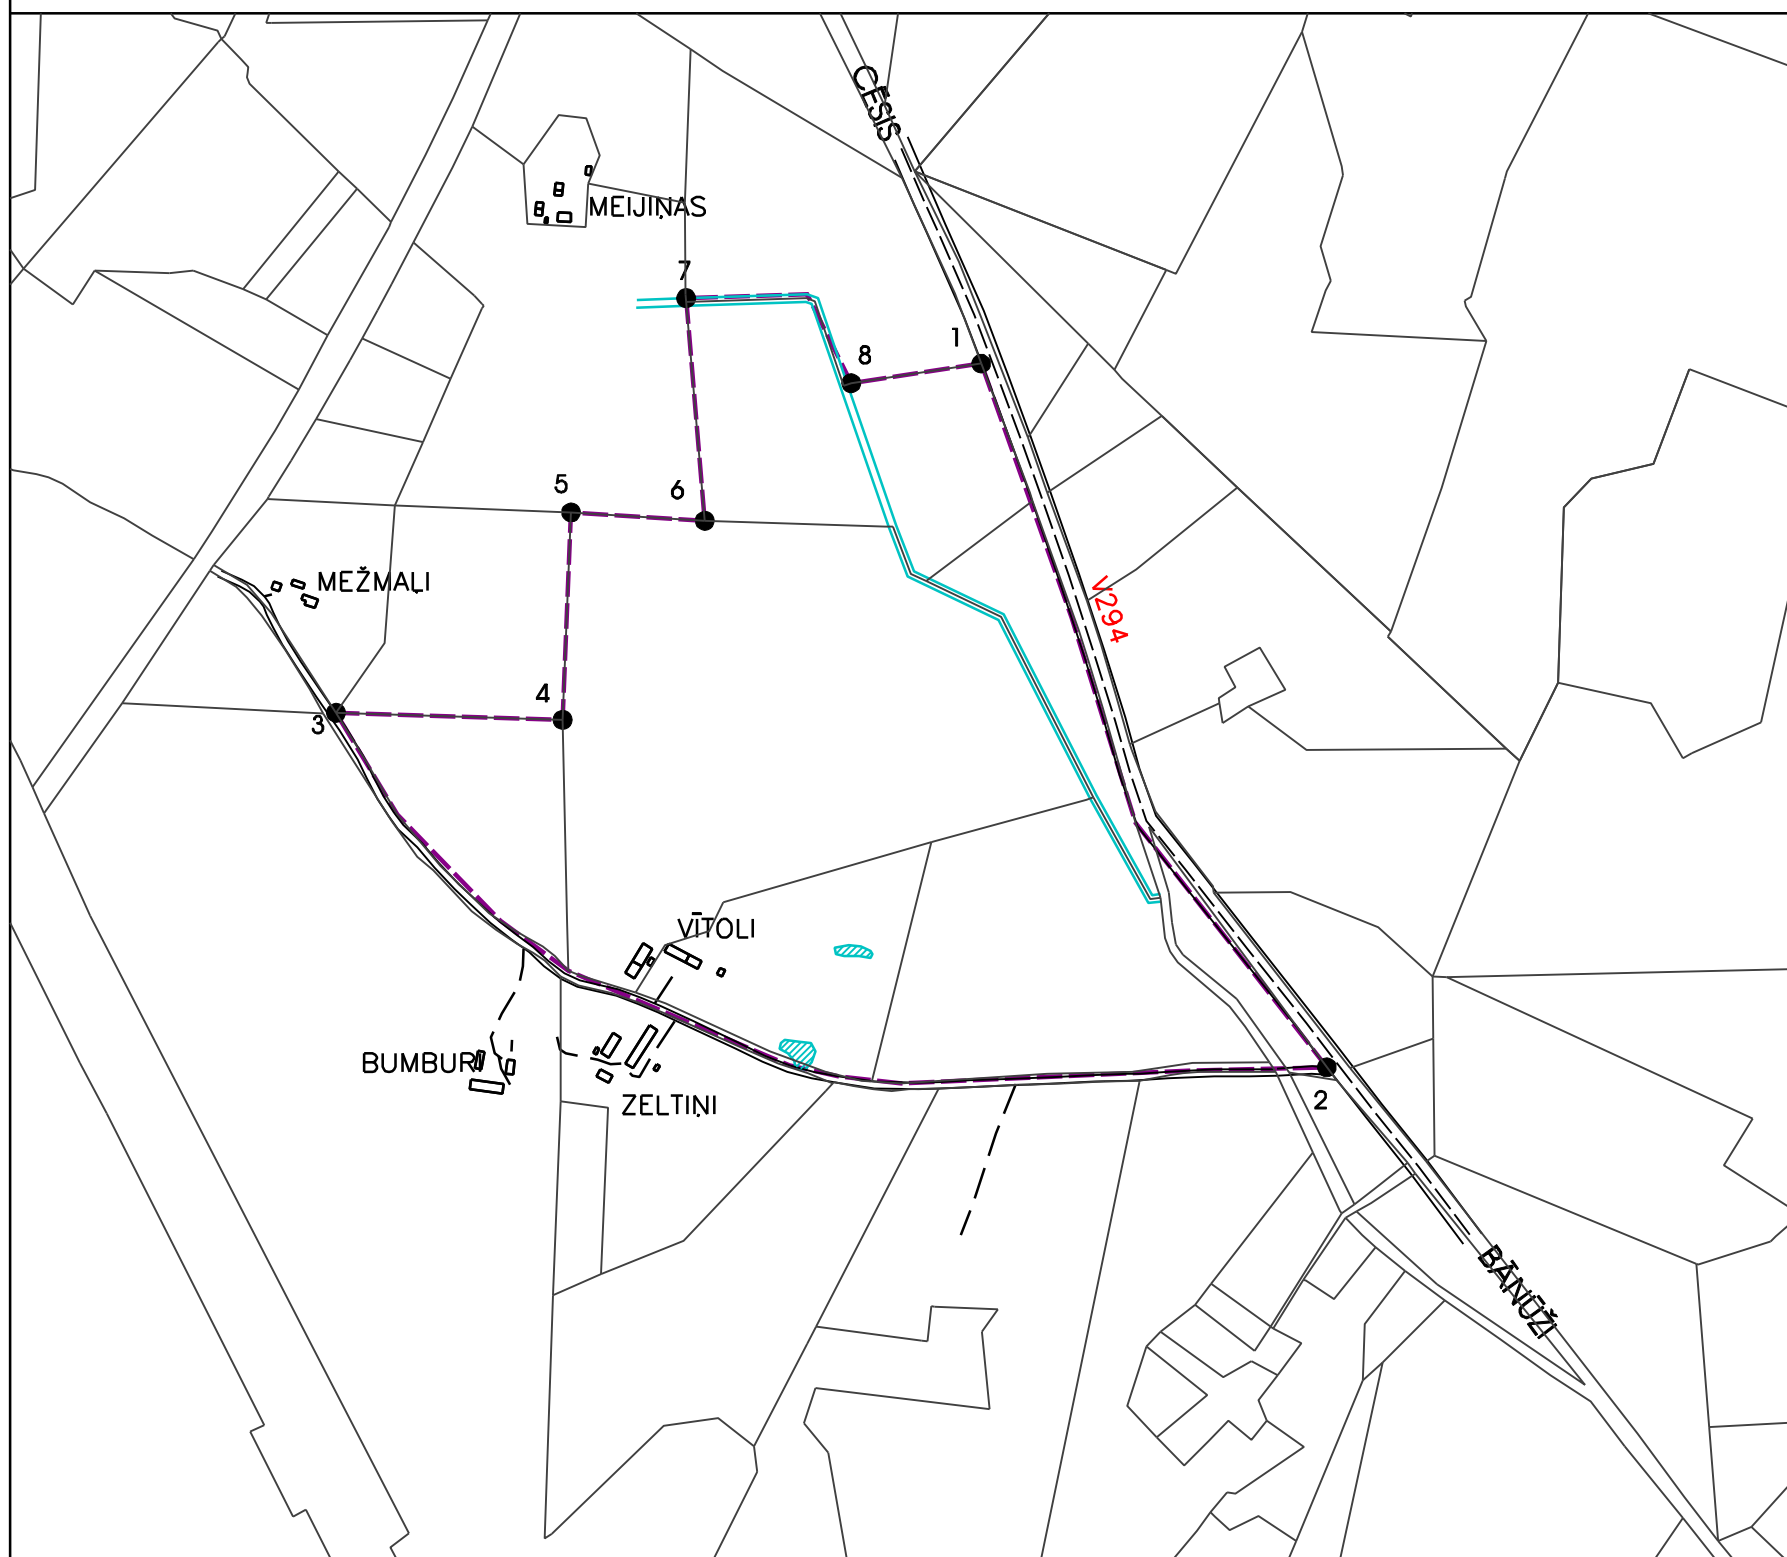 CĒSIS
MEIJIŅAS
7
1
8
5
6
MEŽMAĻI
V294
4
3
VĪTOLI
BUMBURI
ZELTIŅI
2
BĀNŪŽI